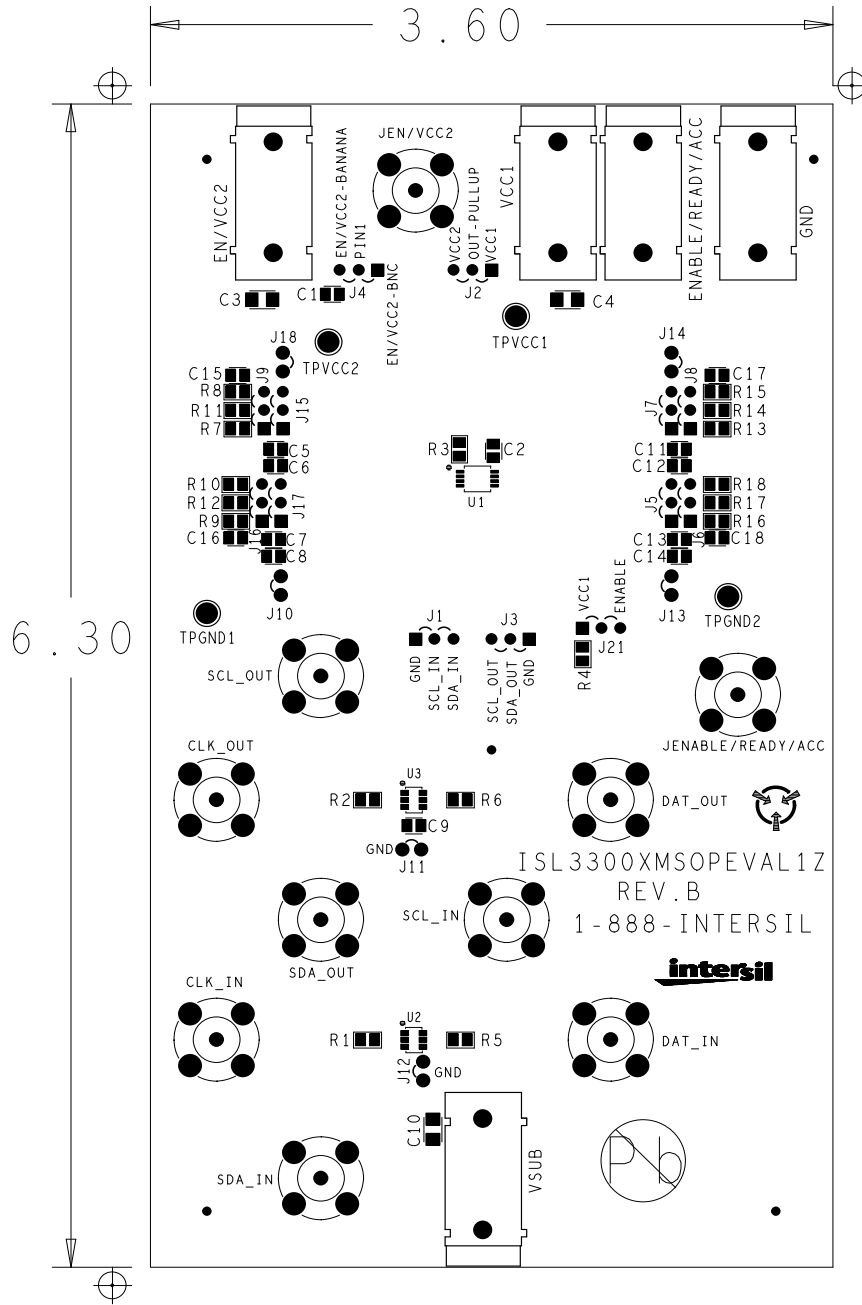 3.60
6.30
EN/VCC2
JEN/VCC2
EN/VCC2-BANANA
PIN1
EN/VCC2-BNC
J4
VCC2
OUT-PULLUP
VCC1
J2
VCC1
ENABLE/READY/ACC
GND
C3
C1
C4
TPVCC2
TPVCC1
J18
J14
C15
R8
R11
R7
J9
J15
C5
C6
R10
R12
R9
C16
J17
J16
C7
C8
J10
TPGND1
R3
C2
U1
J7
J8
C17
R15
R14
R13
C11
C12
J5
J6
R18
R17
R16
C18
C13
C14
J13
TPGND2
VCC1
ENABLE
J21
R4
J1
GND
SCL_IN
SDA_IN
J3
SCL_OUT
SDA_OUT
GND
SCL_OUT
JENABLE/READY/ACC
CLK_OUT
R2
U3
R6
C9
GND
J11
DAT_OUT
ISL3300XMSOPEVAL1Z
REV.B
1-888-INTERSIL
intersil
SDA_OUT
SCL_IN
CLK_IN
R1
U2
R5
J12
GND
DAT_IN
C10
VSUB
SDA_IN
Pb